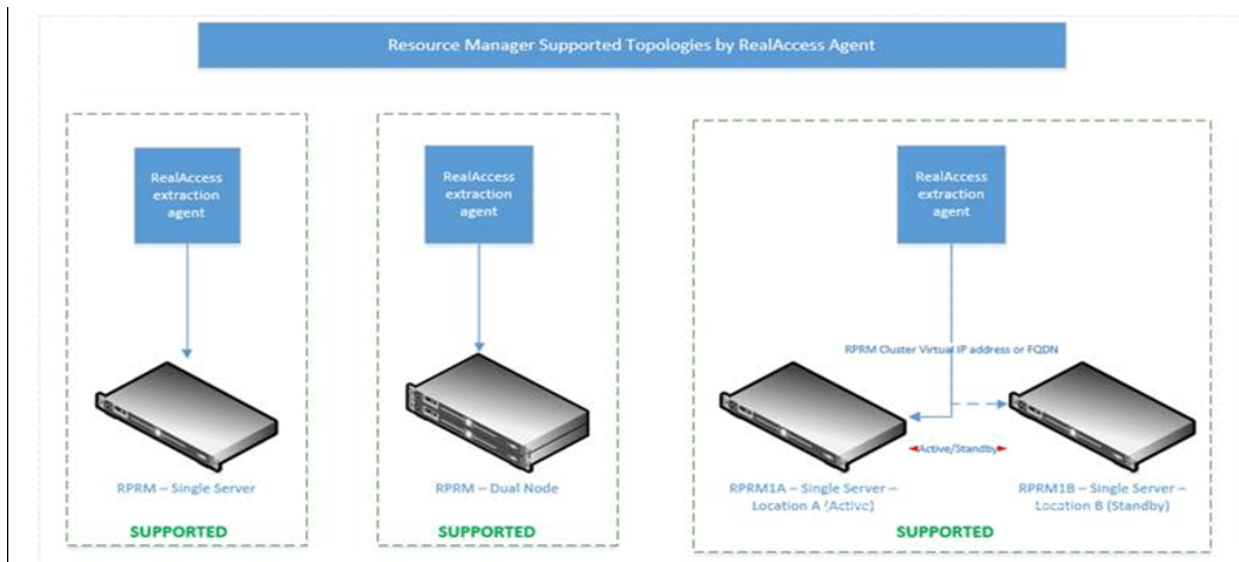 Resource Manager Supported Topologies by RealAccess Agent
RealAccess
extraction
agent
RPRM – Single Server
SUPPORTED
RealAccess
extraction
agent
RPRM – Dual Node
SUPPORTED
RealAccess
extraction
agent
RPRM Cluster Virtual IP address or FQDN
Active/Standby
RPRM1A – Single Server –
Location A (Active)
RPRM1B – Single Server –
Location B (Standby)
SUPPORTED